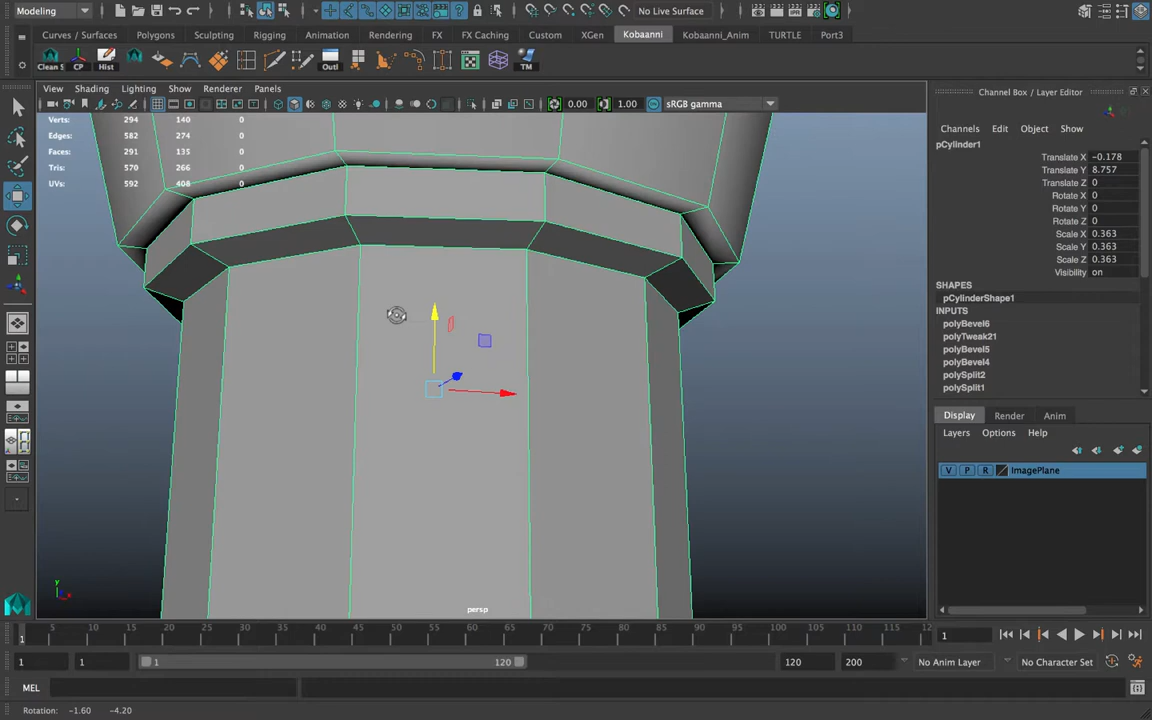 Modeling
No Live Surface
Curves / Surfaces Polygons Sculpting Rigging Animation Rendering FX FX Caching Custom XGen Kobaanni Kobaanni_Anim TURTLE Port3
Clean S CP Hist Outl TM
View Shading Lighting Show Renderer Panels
0.00 1.00 sRGB gamma
Verts: 294 140 0
Edges: 582 274 0
Faces: 291 135 0
Tris: 570 266 0
UVs: 592 408 0
Channel Box / Layer Editor
Channels Edit Object Show
pCylinder1
Translate X -0.178
Translate Y 8.757
Translate Z 0
Rotate X 0
Rotate Y 0
Rotate Z 0
Scale X 0.363
Scale Y 0.363
Scale Z 0.363
Visibility on
SHAPES
pCylinderShape1
INPUTS
polyBevel6
polyTweak21
polyBevel5
polyBevel4
polySplit2
polySplit1
Display Render Anim
Layers Options Help
V P R ImagePlane
y
x
persp
5 10 15 20 25 30 35 40 45 50 55 60 65 70 75 80 85 90 95 100 105 110 115 12
1
1
1 1 1 120 120 200 No Anim Layer No Character Set
MEL
Rotation: -1.60 -4.20